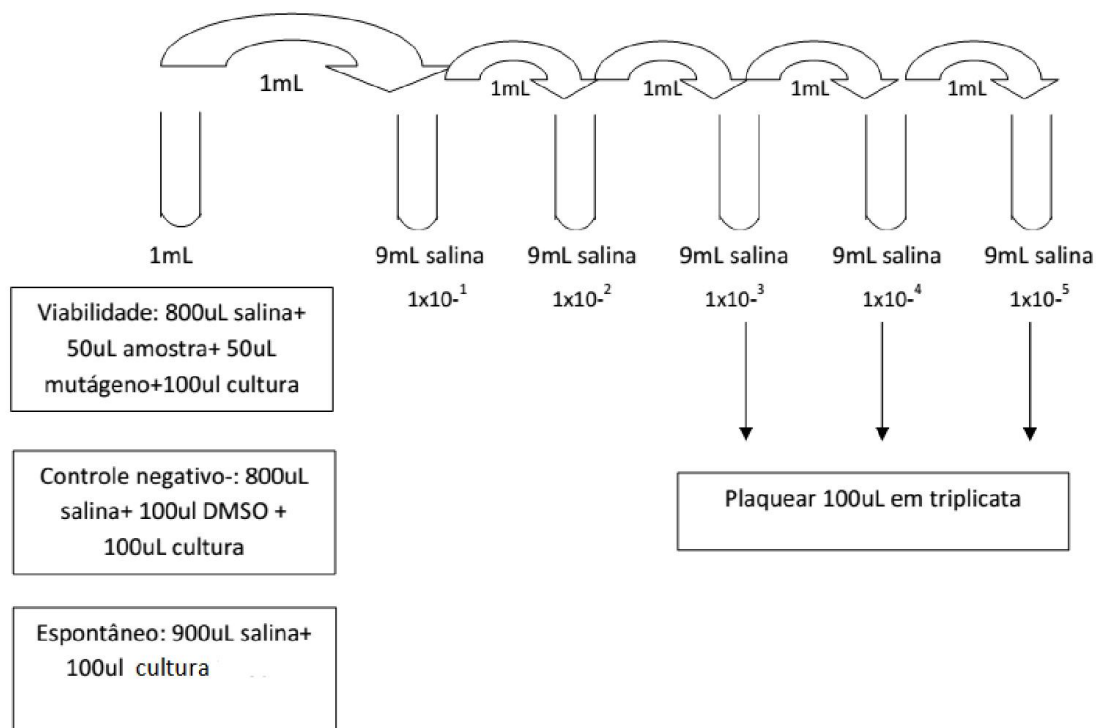 1mL
1mL
1mL
1mL
1mL
1mL
9mL salina
9mL salina
9mL salina
9mL salina
9mL salina
1x10-¹
1x10-²
1x10-³
1x10-⁴
1x10-⁵
Viabilidade: 800uL salina+
50uL amostra+ 50uL
mutágeno+100ul cultura
Controle negativo-: 800uL
salina+ 100ul DMSO +
100uL cultura
Plaquear 100uL em triplicata
Espontâneo: 900uL salina+
100ul cultura